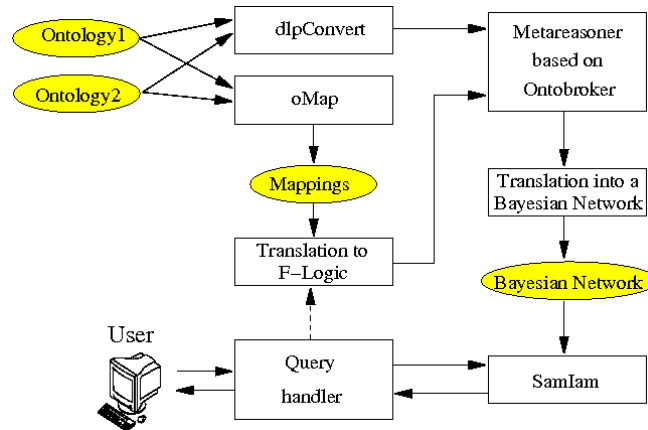 Ontology1
dlpConvert
Metareasoner
based on
Ontobroker
Ontology2
oMap
Mappings
Translation into a
Bayesian Network
Translation to
F-Logic
Bayesian Network
User
Query
handler
SamIam